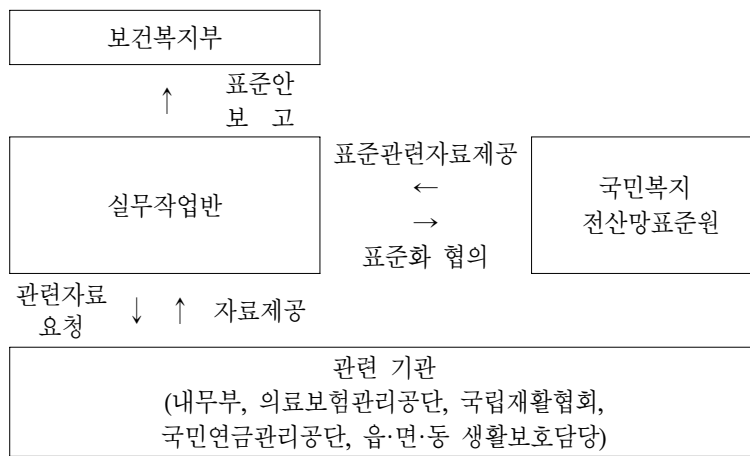 보건복지부
↑ 표준안
보 고
실무작업반
표준관련자료제공
←
→
표준화 협의
국민복지
전산망표준원
관련자료
요청
↓ ↑ 자료제공
관련 기관
(내무부, 의료보험관리공단, 국립재활협회,
국민연금관리공단, 읍·면·동 생활보호담당)